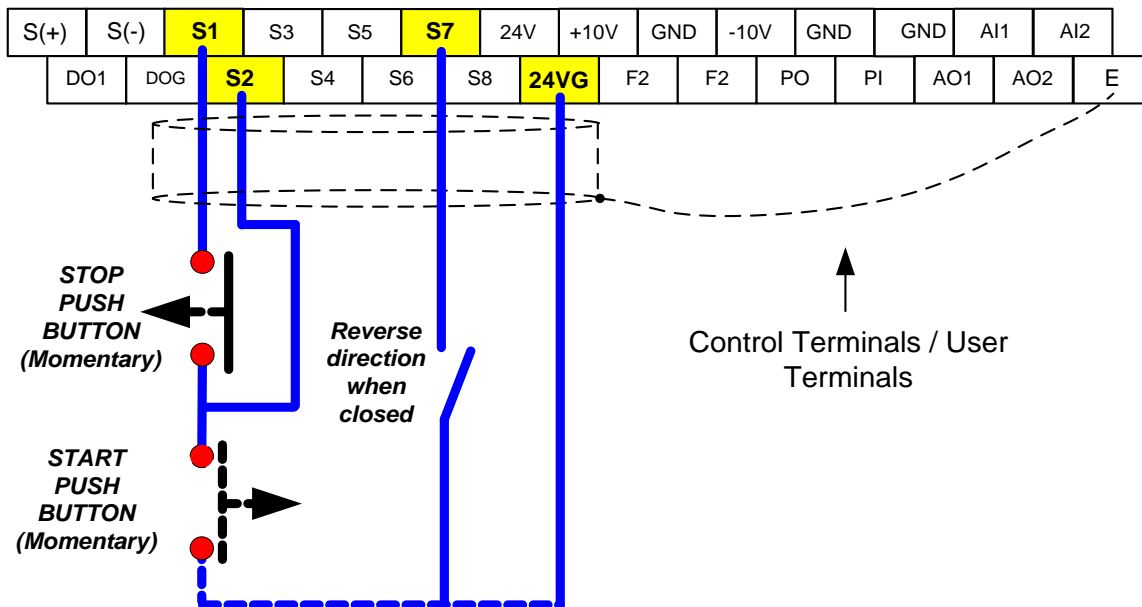 S(+) S(-) S1 S3 S5 S7 24V +10V GND -10V GND GND AI1 AI2
DO1 DOG S2 S4 S6 S8 24VG F2 F2 PO PI AO1 AO2 E
STOP
PUSH
BUTTON
(Momentary)
Reverse
direction
when
closed
Control Terminals / User
Terminals
START
PUSH
BUTTON
(Momentary)